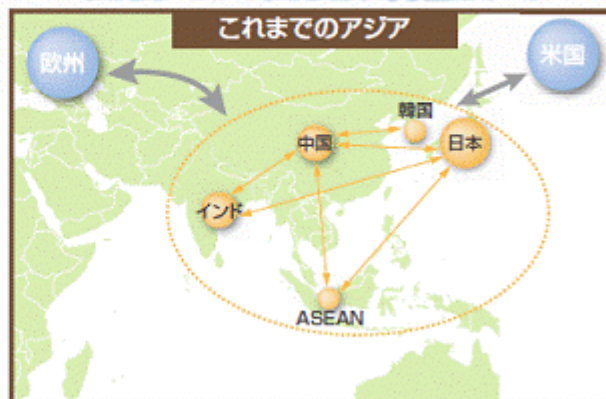 これまでのアジア
欧州
米国
韓国
中国
日本
インド
ASEAN